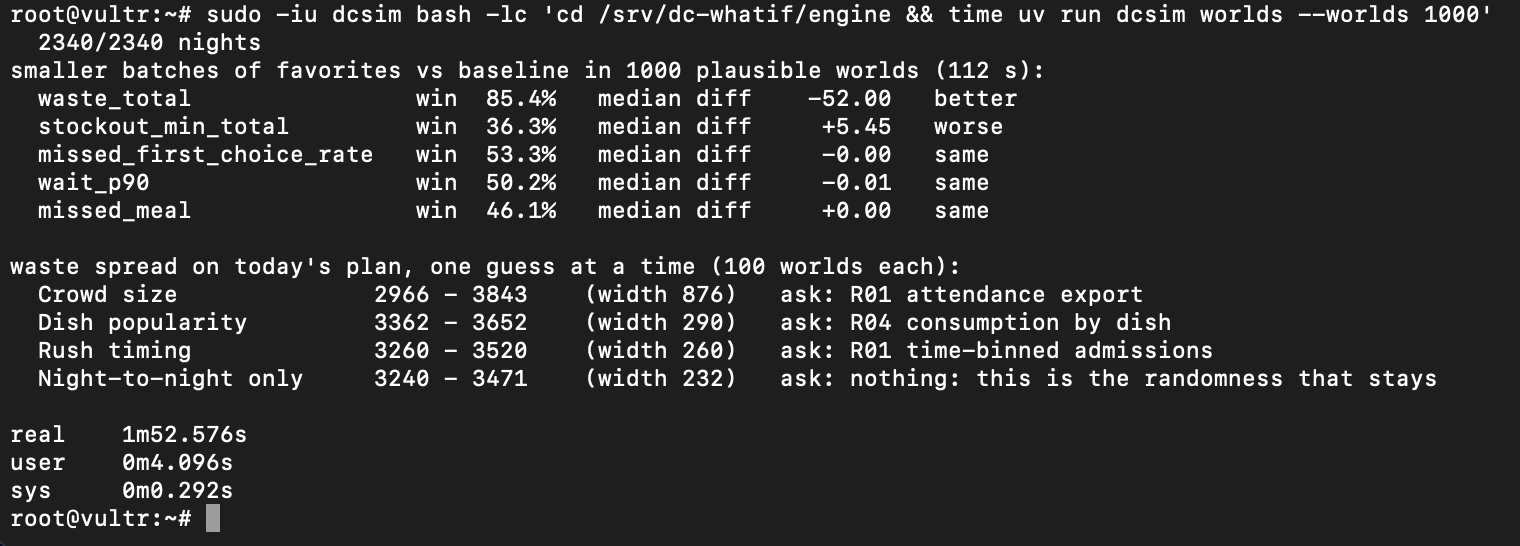 root@vultr:~# sudo -iu dcsim bash -lc 'cd /srv/dc-whatif/engine && time uv run dcsim worlds --worlds 1000'
  2340/2340 nights
smaller batches of favorites vs baseline in 1000 plausible worlds (112 s):
  waste_total                win  85.4%   median diff    -52.00   better
  stockout_min_total         win  36.3%   median diff     +5.45   worse
  missed_first_choice_rate   win  53.3%   median diff     -0.00   same
  wait_p90                   win  50.2%   median diff     -0.01   same
  missed_meal                win  46.1%   median diff     +0.00   same

waste spread on today's plan, one guess at a time (100 worlds each):
  Crowd size              2966 - 3843    (width 876)   ask: R01 attendance export
  Dish popularity         3362 - 3652    (width 290)   ask: R04 consumption by dish
  Rush timing             3260 - 3520    (width 260)   ask: R01 time-binned admissions
  Night-to-night only     3240 - 3471    (width 232)   ask: nothing: this is the randomness that stays

real    1m52.576s
user    0m4.096s
sys     0m0.292s
root@vultr:~#